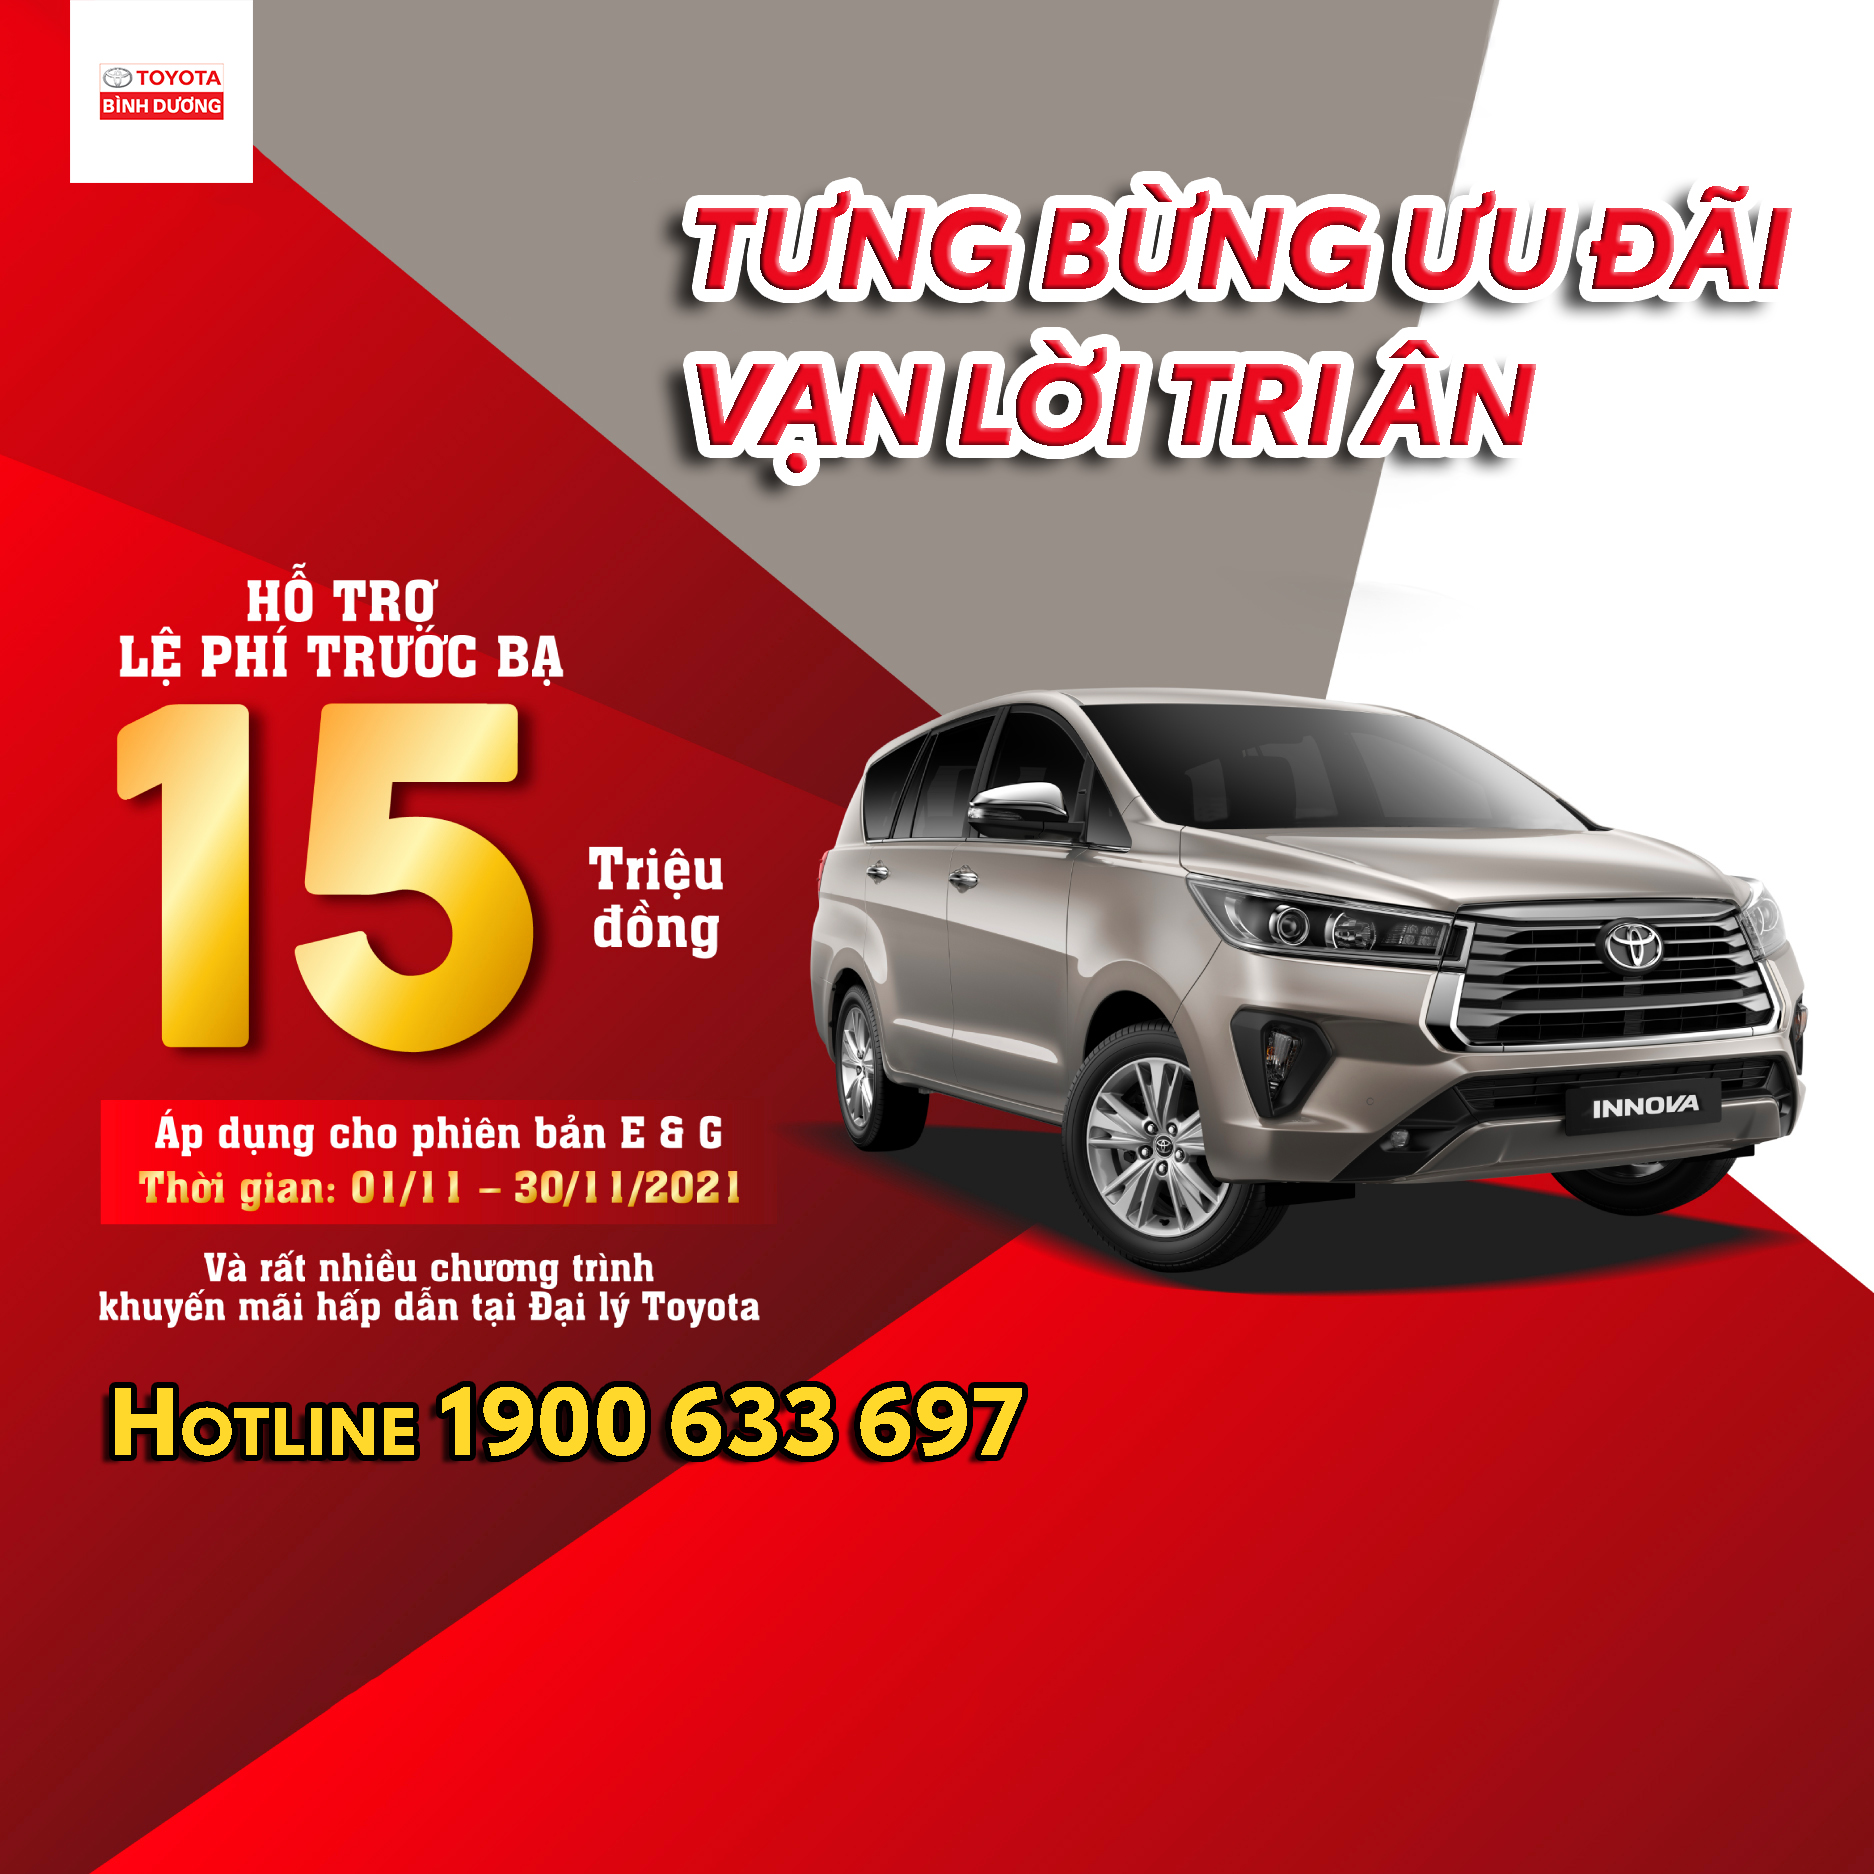 TOYOTA
BÌNH DƯƠNG
TƯNG BỪNG ƯU ĐÃI
VẠN LỜI TRI ÂN
HỖ TRỢ
LỆ PHÍ TRƯỚC BẠ
15
Triệu
đồng
INNOVA
Áp dụng cho phiên bản E & G
Thời gian: 01/11 – 30/11/2021
Và rất nhiều chương trình
khuyến mãi hấp dẫn tại Đại lý Toyota
HOTLINE 1900 633 697